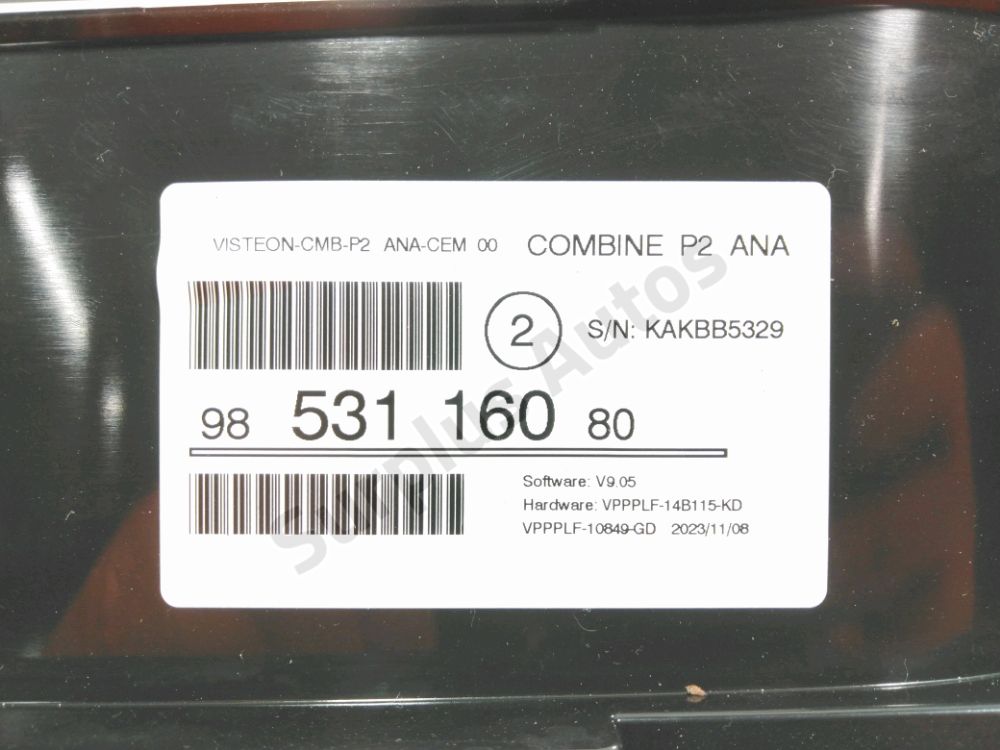 VISTEON-CMB-P2 ANA-CEM 00 COMBINE P2 ANA
2 S/N: KAKBB5329
98 531 160 80
Software: V9.05
Hardware: VPPPLF-14B115-KD
VPPPLF-10849-GD 2023/11/08
Surplus Autos